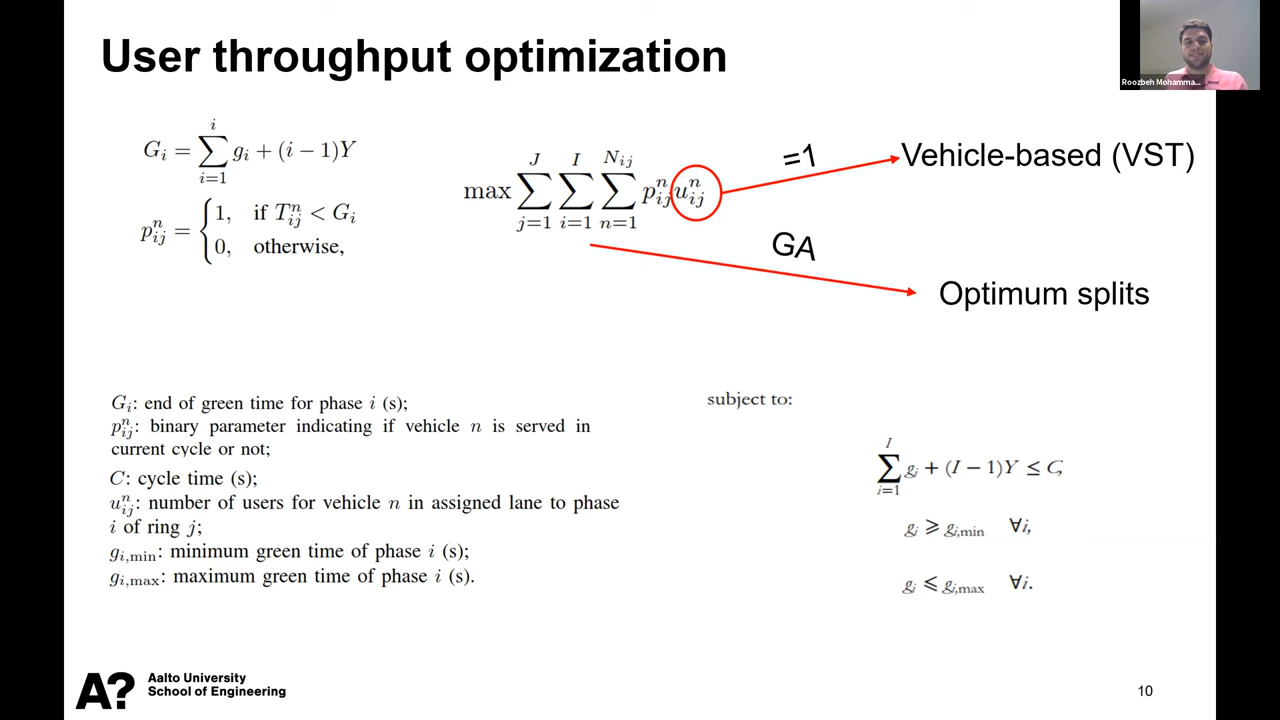 User throughput optimization
Roozbeh Mohamma...
G_i = \sum_{i=1}^{i} g_i + (i − 1)Y
p_{ij}^n = { 1, if T_{ij}^n < G_i
0, otherwise,
max \sum_{j=1}^{J} \sum_{i=1}^{I} \sum_{n=1}^{N_{ij}} p_{ij}^n u_{ij}^n
=1
Vehicle-based (VST)
GA
Optimum splits
G_i: end of green time for phase i (s);
p_{ij}^n: binary parameter indicating if vehicle n is served in
current cycle or not;
C: cycle time (s);
u_{ij}^n: number of users for vehicle n in assigned lane to phase
i of ring j;
g_{i,min}: minimum green time of phase i (s);
g_{i,max}: maximum green time of phase i (s).
subject to:
\sum_{i=1}^{I} g_i + (I − 1)Y ≤ C,
g_i ⩾ g_{i,min} ∀i,
g_i ⩽ g_{i,max} ∀i.
A?
Aalto University
School of Engineering
10